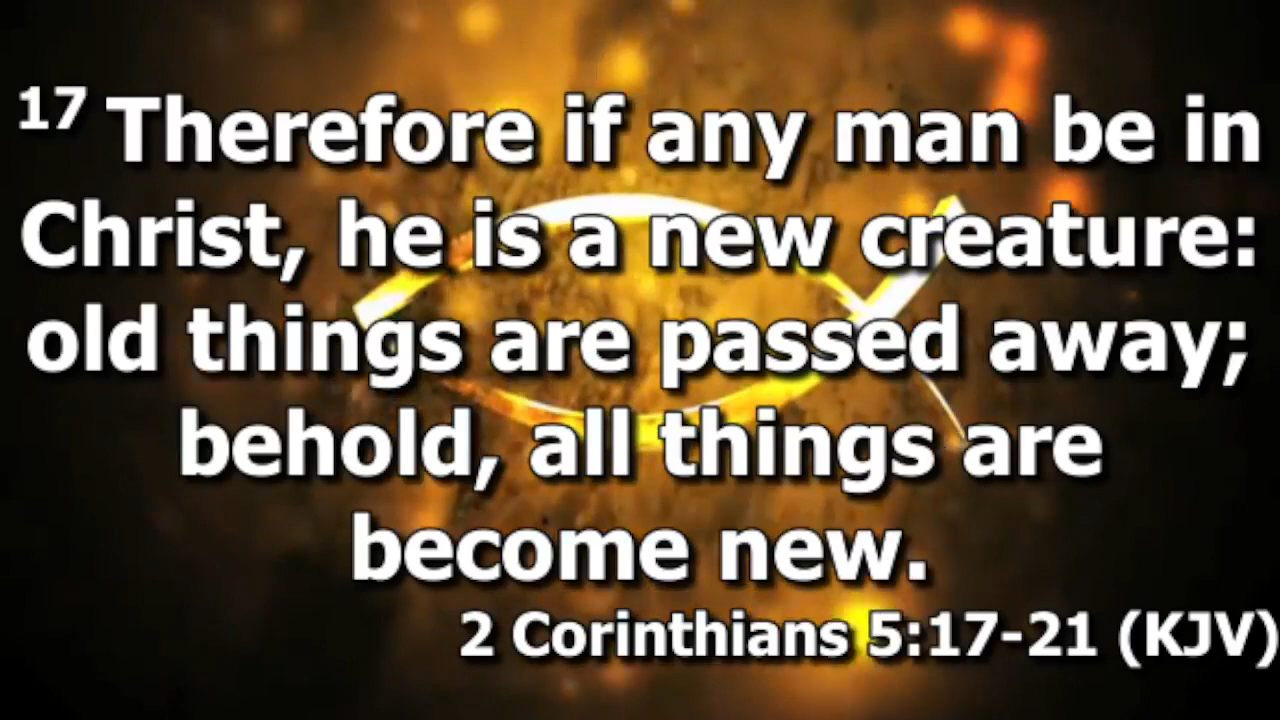 17 Therefore if any man be in
Christ, he is a new creature:
old things are passed away;
behold, all things are
become new.
2 Corinthians 5:17-21 (KJV)